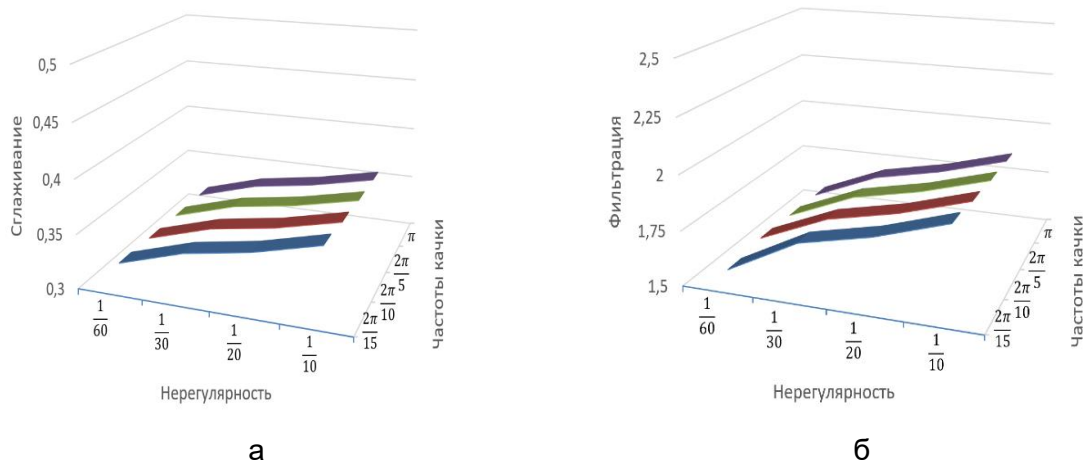 0,5
0,45
0,4
0,35
0,3
Сглаживание
1/60
1/30
1/20
1/10
Нерегулярность
π
2π/5
2π/10
2π/15
Частоты качки
а
2,5
2,25
2
1,75
1,5
Фильтрация
1/60
1/30
1/20
1/10
Нерегулярность
π
2π/5
2π/10
2π/15
Частоты качки
б